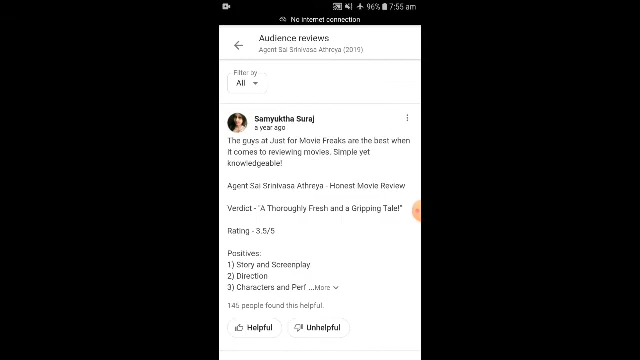 96% 7:55 am
No internet connection
Audience reviews
Agent Sai Srinivasa Athreya (2019)
Filter by
All
Samyuktha Suraj
a year ago
The guys at Just for Movie Freaks are the best when
it comes to reviewing movies. Simple yet
knowledgeable!
Agent Sai Srinivasa Athreya - Honest Movie Review
Verdict - "A Thoroughly Fresh and a Gripping Tale!"
Rating - 3.5/5
Positives:
1) Story and Screenplay
2) Direction
3) Characters and Perf ...More
145 people found this helpful.
Helpful Unhelpful